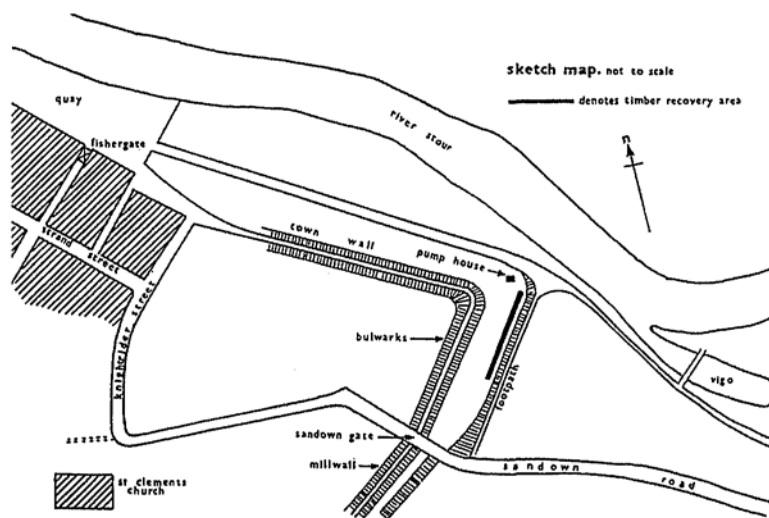 sketch map. not to scale
denotes timber recovery area
n
quay
fishergate
river stour
strand
street
town wall
pump house
knightrider street
bulwarks
footpath
vigo
sandown gate
millwall
sandown road
st clements
church